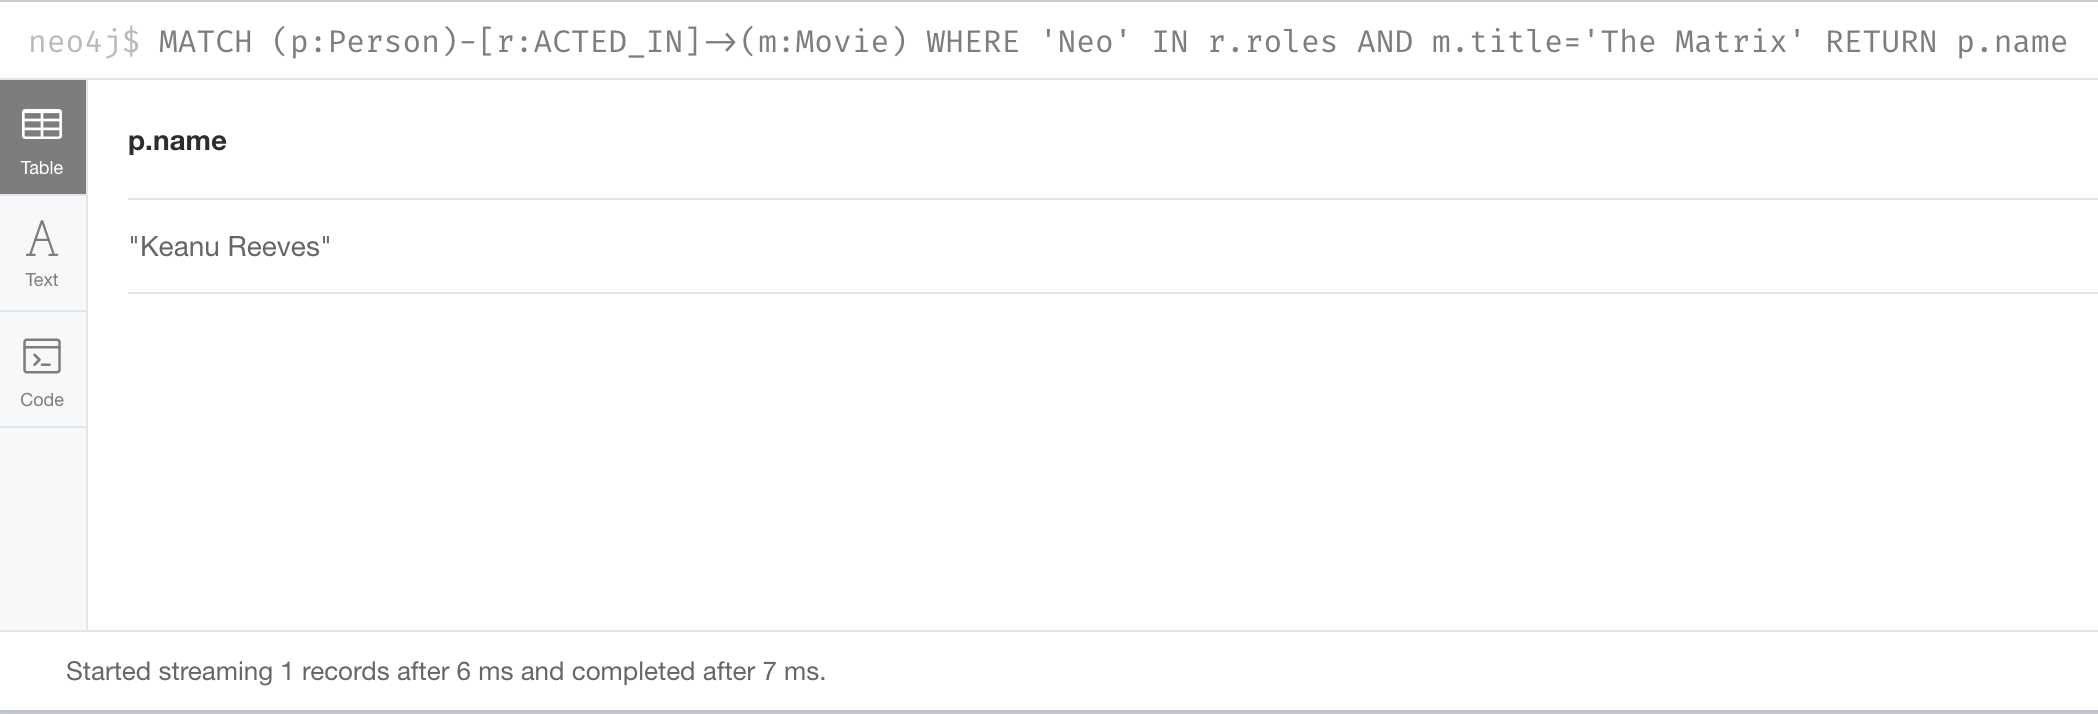 neo4j$ MATCH (p:Person)-[r:ACTED_IN]->(m:Movie) WHERE 'Neo' IN r.roles AND m.title='The Matrix' RETURN p.name
Table
p.name
"Keanu Reeves"
Text
Code
Started streaming 1 records after 6 ms and completed after 7 ms.